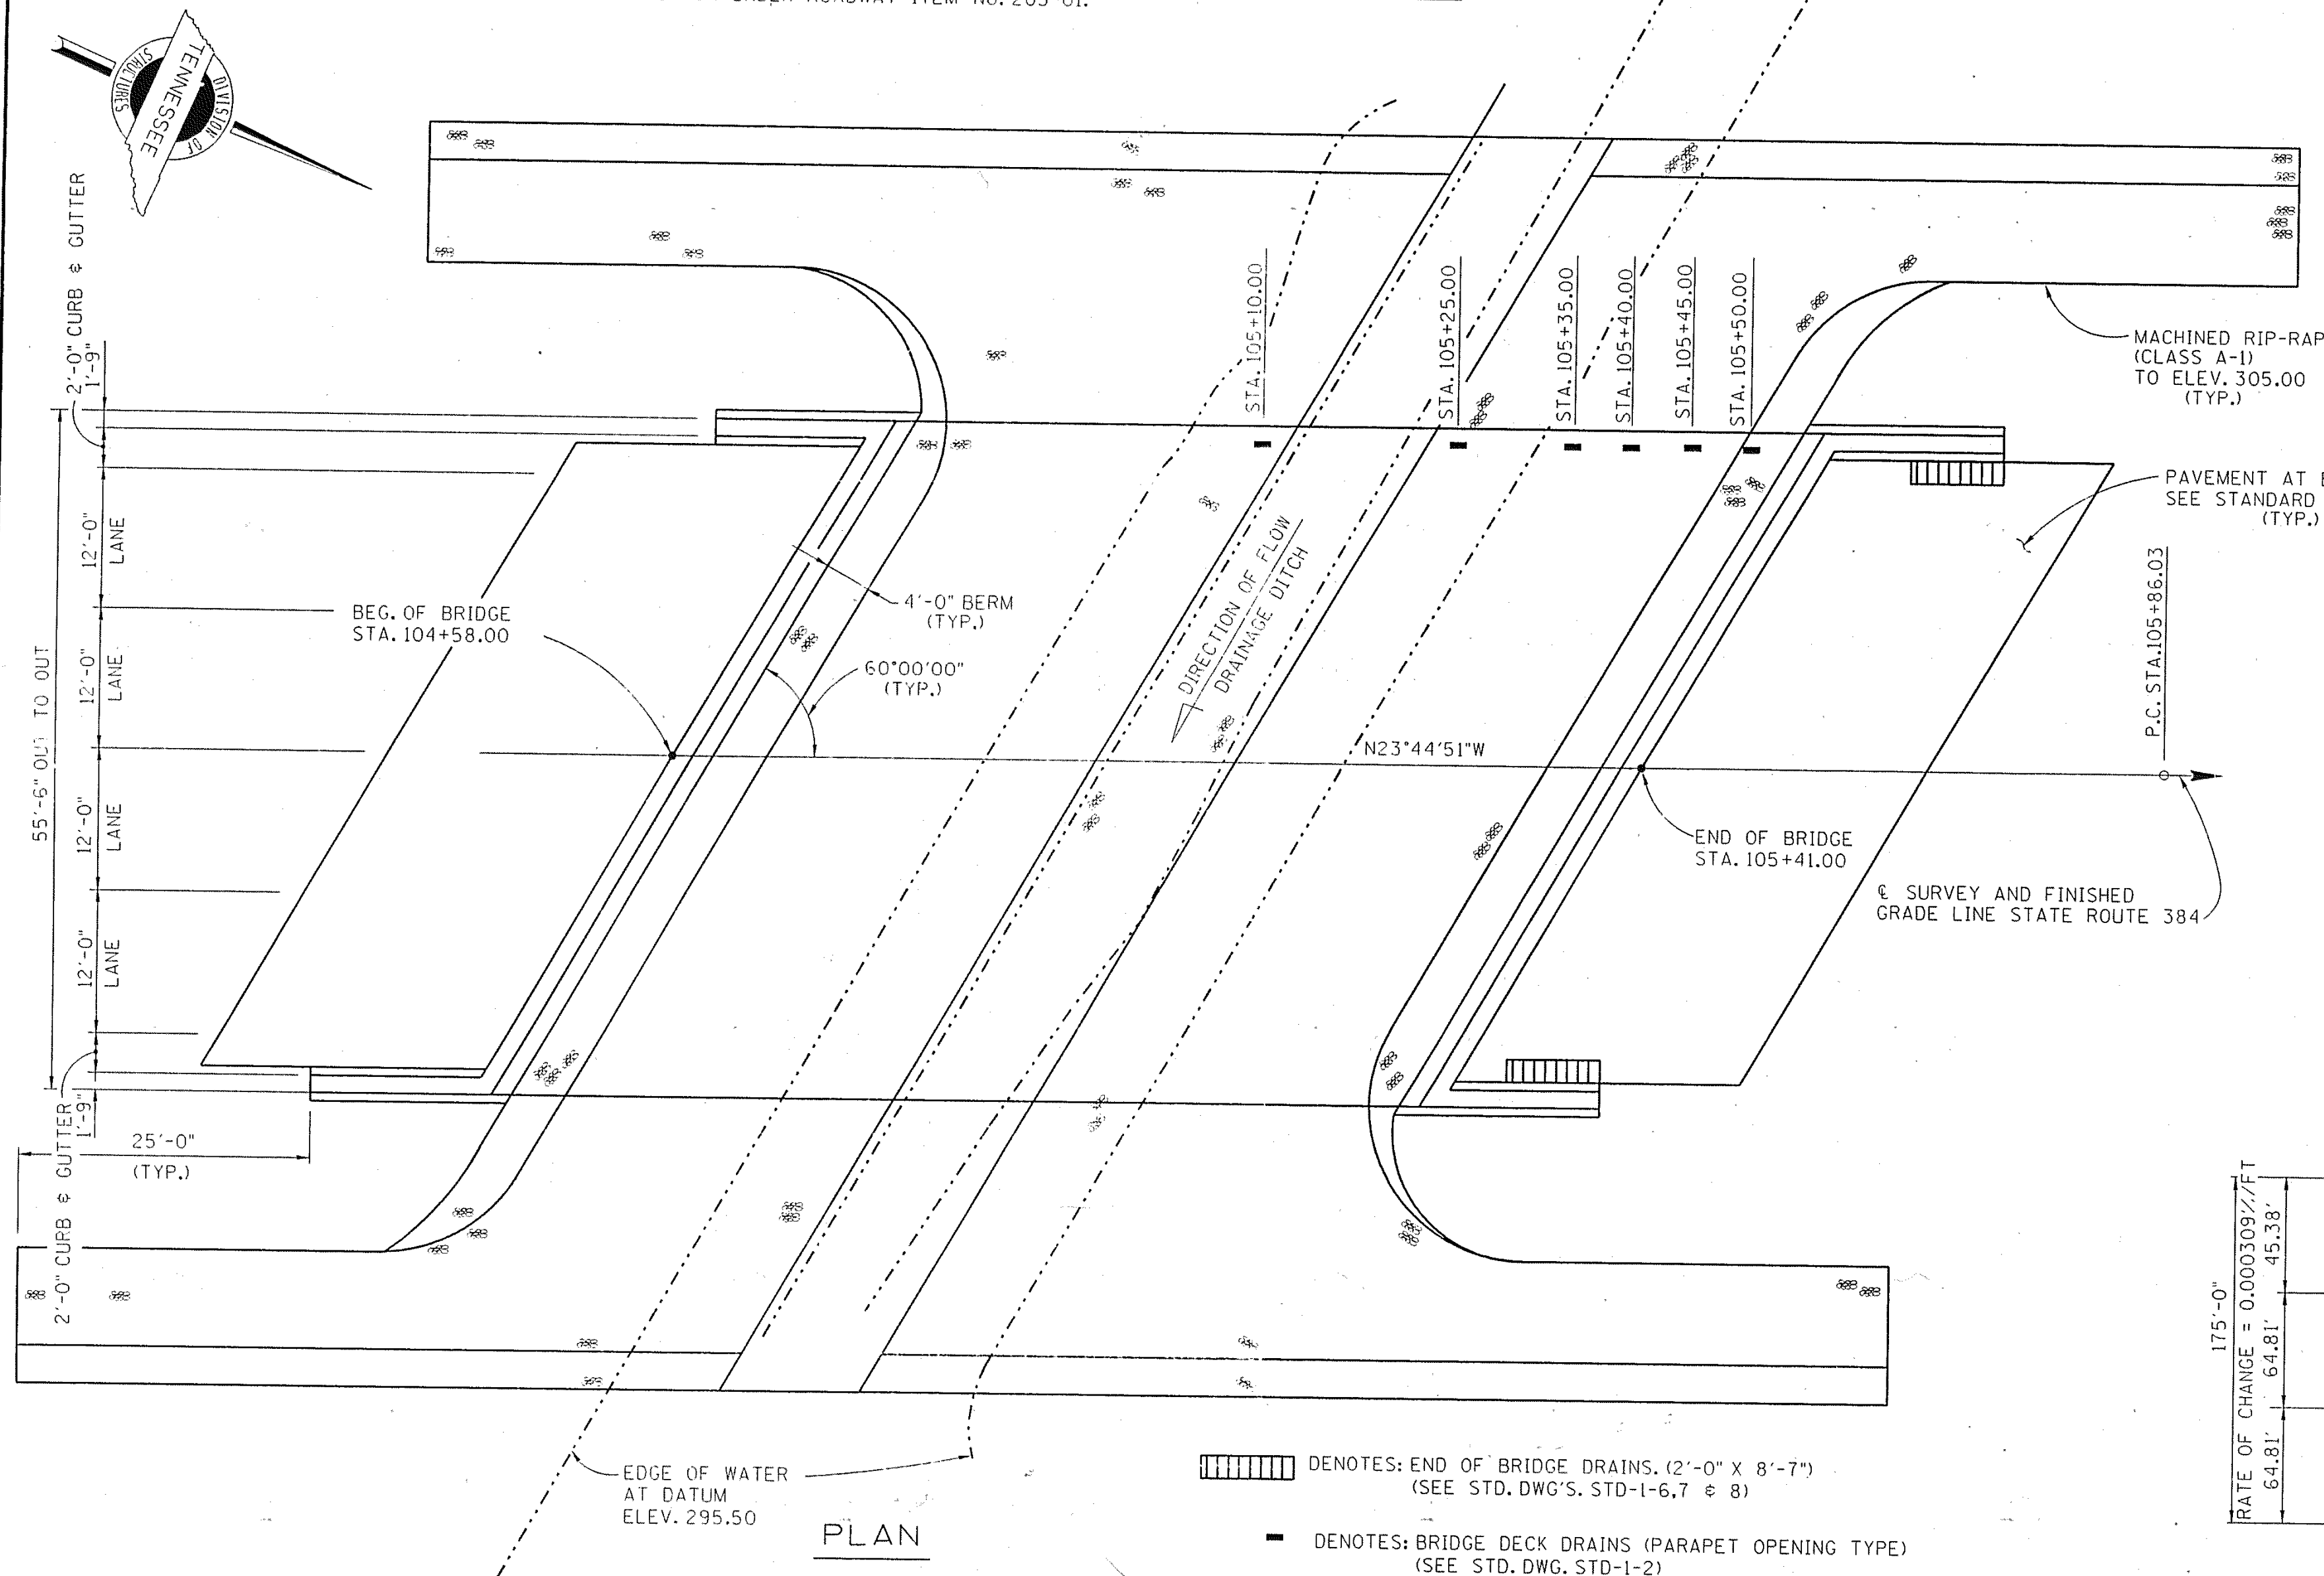 ROADWAY ITEM NO. 203-01.
DIVISION OF
STRUCTURES
TENNESSEE
2'-0" CURB & GUTTER
1'-9"
12'-0"
LANE
12'-0"
LANE
12'-0"
LANE
12'-0"
LANE
55'-6" OUT TO OUT
2'-0" CURB & GUTTER
1'-9"
25'-0"
(TYP.)
BEG. OF BRIDGE
STA. 104+58.00
4'-0" BERM
(TYP.)
60°00'00"
(TYP.)
STA. 105+10.00
STA. 105+25.00
STA. 105+35.00
STA. 105+40.00
STA. 105+45.00
STA. 105+50.00
DIRECTION OF FLOW
DRAINAGE DITCH
N23°44'51"W
MACHINED RIP-RAP
(CLASS A-1)
TO ELEV. 305.00
(TYP.)
PAVEMENT AT
SEE STANDARD
(TYP.)
P.C. STA. 105+86.03
END OF BRIDGE
STA. 105+41.00
℄ SURVEY AND FINISHED
GRADE LINE STATE ROUTE 384
175'-0"
RATE OF CHANGE = 0.000309%/FT
64.81' 64.81' 45.38'
EDGE OF WATER
AT DATUM
ELEV. 295.50
PLAN
DENOTES: END OF BRIDGE DRAINS. (2'-0" X 8'-7")
(SEE STD. DWG'S. STD-1-6,7 & 8)
DENOTES: BRIDGE DECK DRAINS (PARAPET OPENING TYPE)
(SEE STD. DWG. STD-1-2)